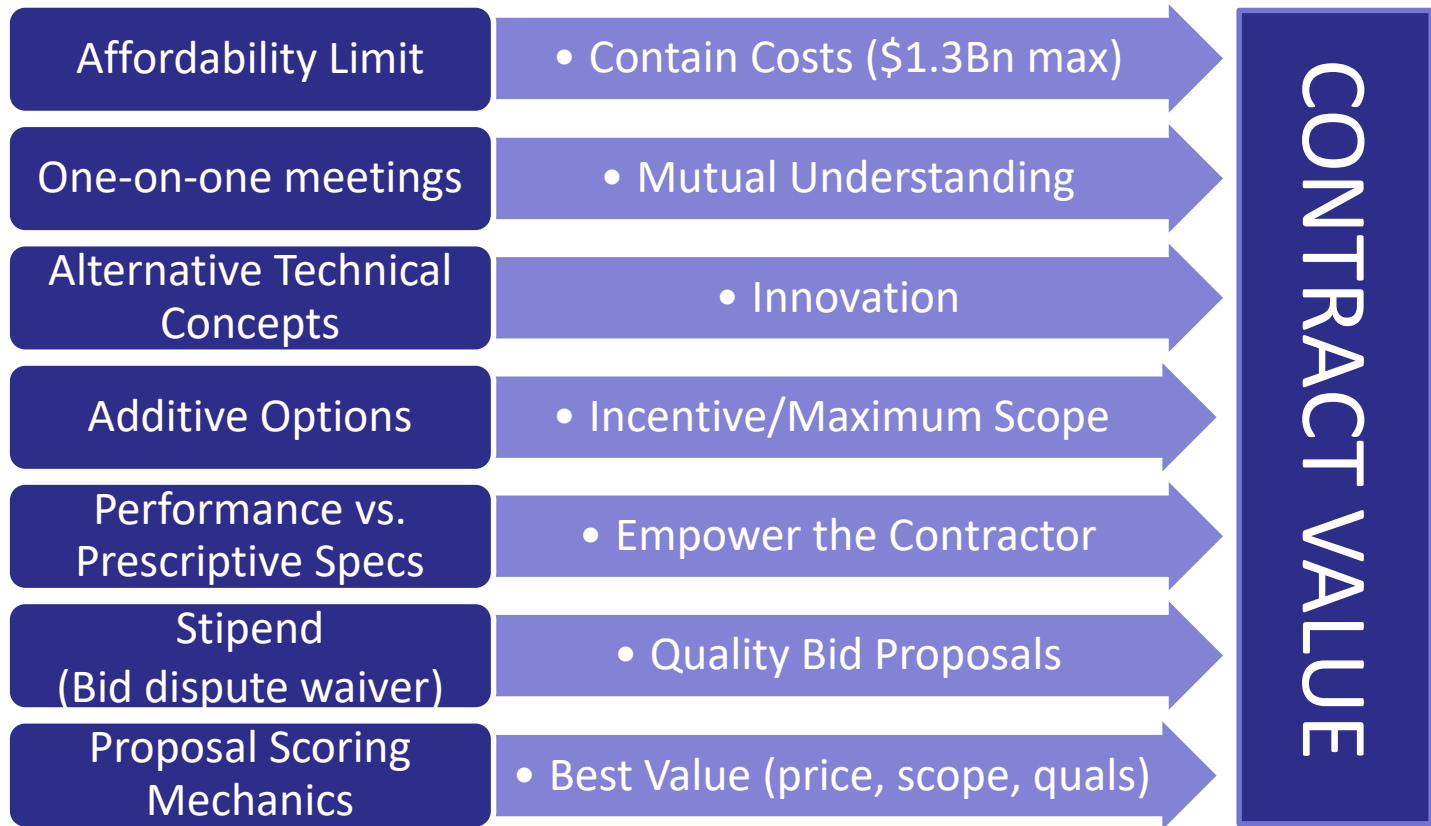 Affordability Limit
• Contain Costs ($1.3Bn max)
One-on-one meetings
• Mutual Understanding
Alternative Technical
Concepts
• Innovation
Additive Options
• Incentive/Maximum Scope
Performance vs.
Prescriptive Specs
• Empower the Contractor
Stipend
(Bid dispute waiver)
• Quality Bid Proposals
Proposal Scoring
Mechanics
• Best Value (price, scope, quals)
CONTRACT VALUE